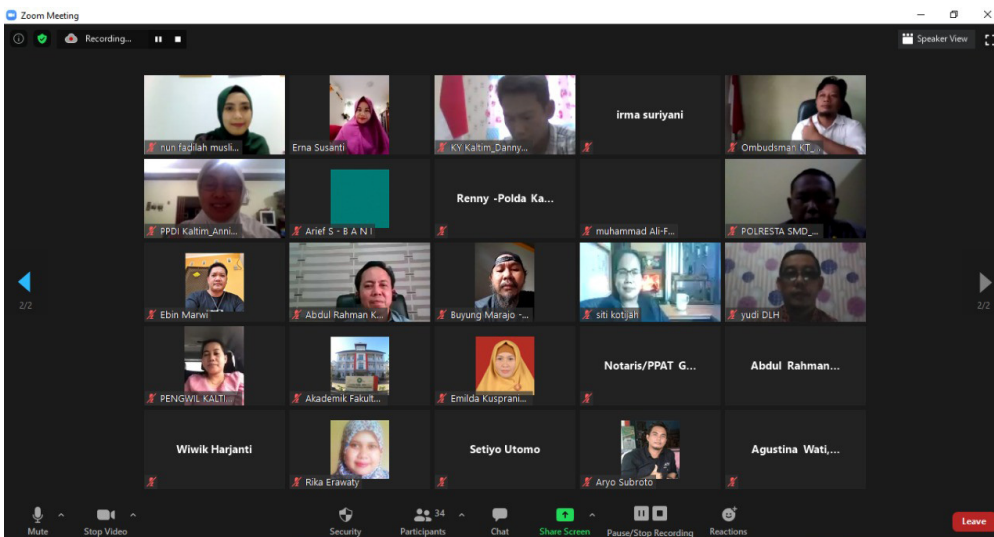 Zoom Meeting
Recording...
Speaker View
nun fadilah musli...
Erna Susanti
KY Kaltim_Danny...
irma suriyani
Ombudsman KT_...
PPDI Kaltim_Anni...
Arief S - B A N I
Renny -Polda Ka...
muhammad Ali-F...
POLRESTA SMD_...
2/2
2/2
Ebin Marwi
Abdul Rahman K...
Buyung Marajo -...
siti kotijah
yudi DLH
PENGWIL KALTI...
Akademik Fakult...
Emilda Kusprani...
Notaris/PPAT G...
Abdul Rahman...
Wiwik Harjanti
Rika Erawaty
Setiyo Utomo
Aryo Subroto
Agustina Wati,...
Mute
Stop Video
Security
Participants
34
Chat
Share Screen
Pause/Stop Recording
Reactions
Leave